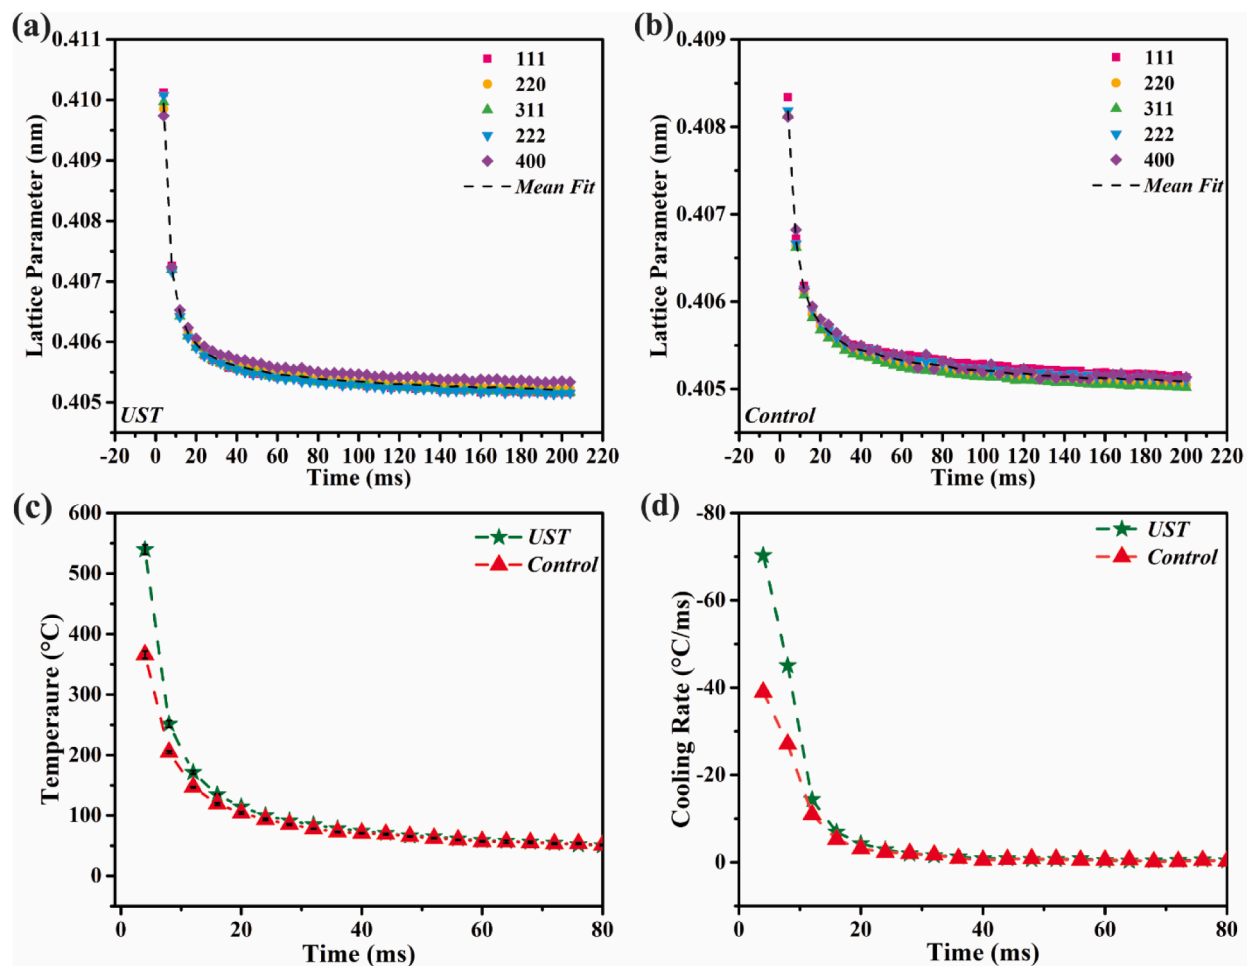 (a)
0.411
0.410
0.409
0.408
0.407
0.406
0.405
Lattice Parameter (nm)
111
220
311
222
400
Mean Fit
UST
-20 0 20 40 60 80 100 120 140 160 180 200 220
Time (ms)
(b)
0.409
0.408
0.407
0.406
0.405
Lattice Parameter (nm)
111
220
311
222
400
Mean Fit
Control
-20 0 20 40 60 80 100 120 140 160 180 200 220
Time (ms)
(c)
600
500
400
300
200
100
0
Temperaure (°C)
UST
Control
0 20 40 60 80
Time (ms)
(d)
-80
-60
-40
-20
0
Cooling Rate (°C/ms)
UST
Control
0 20 40 60 80
Time (ms)